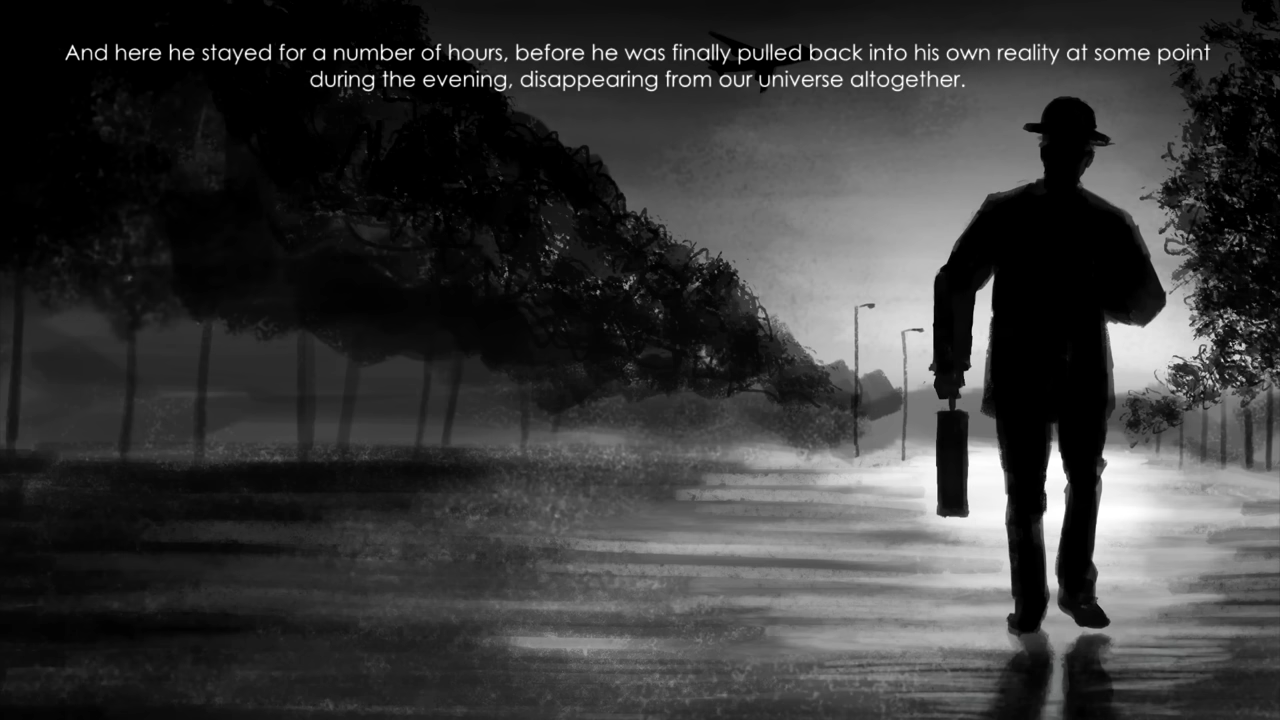 And here he stayed for a number of hours, before he was finally pulled back into his own reality at some point
during the evening, disappearing from our universe altogether.